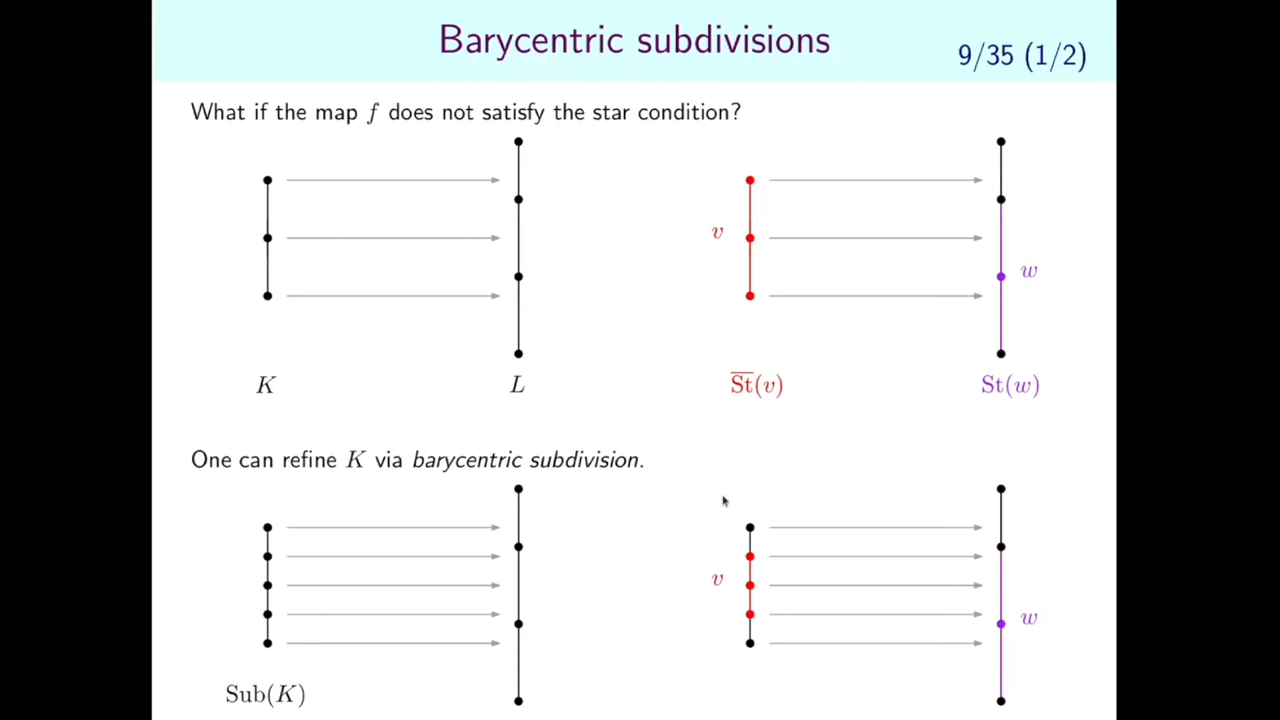 Barycentric subdivisions
9/35 (1/2)
What if the map f does not satisfy the star condition?
v
w
K
L
S̅t̅(v)
St(w)
One can refine K via barycentric subdivision.
v
w
Sub(K)